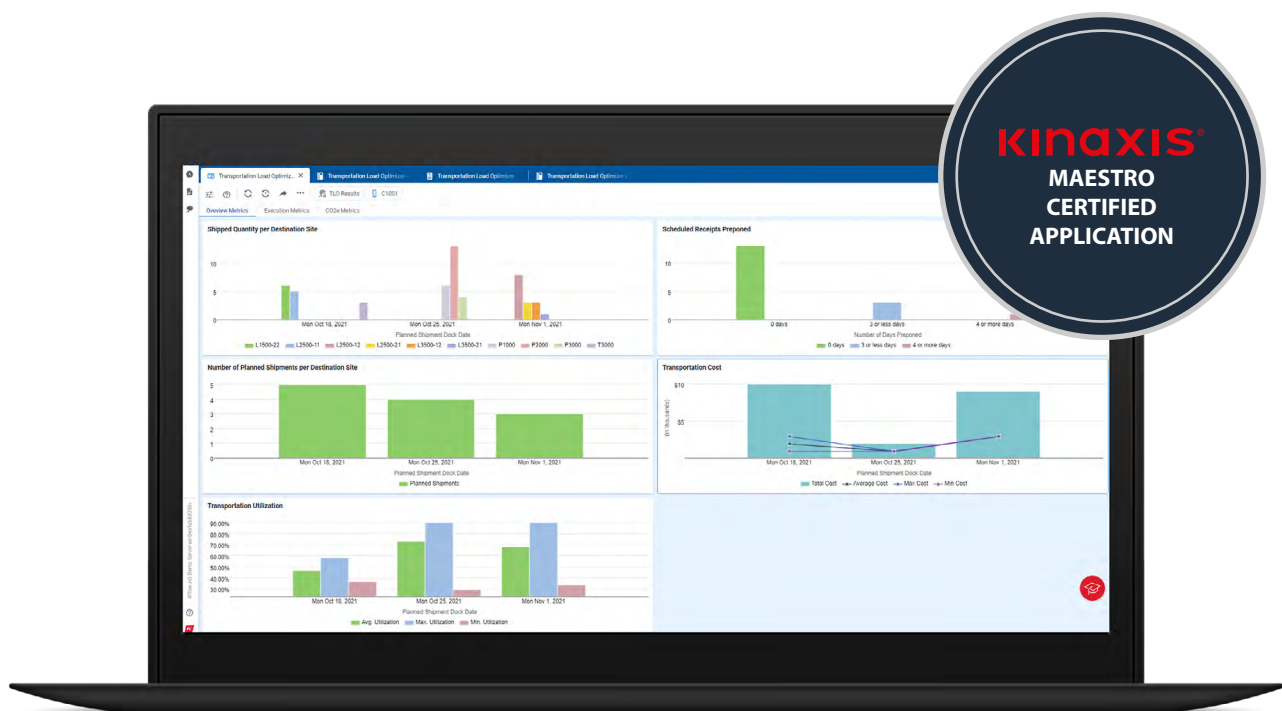 KINAXIS®
MAESTRO
CERTIFIED
APPLICATION
Transportation Load Optimiz... ×
Transportation Load Optimiz
Transportation Load Optimiz
Transportation Load Optimiz
TLO Results
C1001
Overview Metrics Execution Metrics CO2e Metrics
Shipped Quantity per Destination Site
10
5
0
Mon Oct 18, 2021 Mon Oct 25, 2021 Mon Nov 1, 2021
Planned Shipment Dock Date
L1500-22 L2500-11 L2500-12 L2500-21 L3500-12 L3500-21 P1000 P2000 P3000 T3000
Scheduled Receipts Preponed
10
5
0
0 days 3 or less days 4 or more days
Number of Days Preponed
0 days 3 or less days 4 or more days
Number of Planned Shipments per Destination Site
5
4
3
2
1
0
Mon Oct 18, 2021 Mon Oct 25, 2021 Mon Nov 1, 2021
Planned Shipment Dock Date
Planned Shipments
Transportation Cost
$10
$5
Mon Oct 18, 2021 Mon Oct 25, 2021 Mon Nov 1, 2021
Planned Shipment Dock Date
Total Cost Average Cost Max Cost Min Cost
Transportation Utilization
90.00%
80.00%
70.00%
60.00%
50.00%
40.00%
30.00%
Mon Oct 18, 2021 Mon Oct 25, 2021 Mon Nov 1, 2021
Planned Shipment Dock Date
Avg. Utilization Max. Utilization Min. Utilization